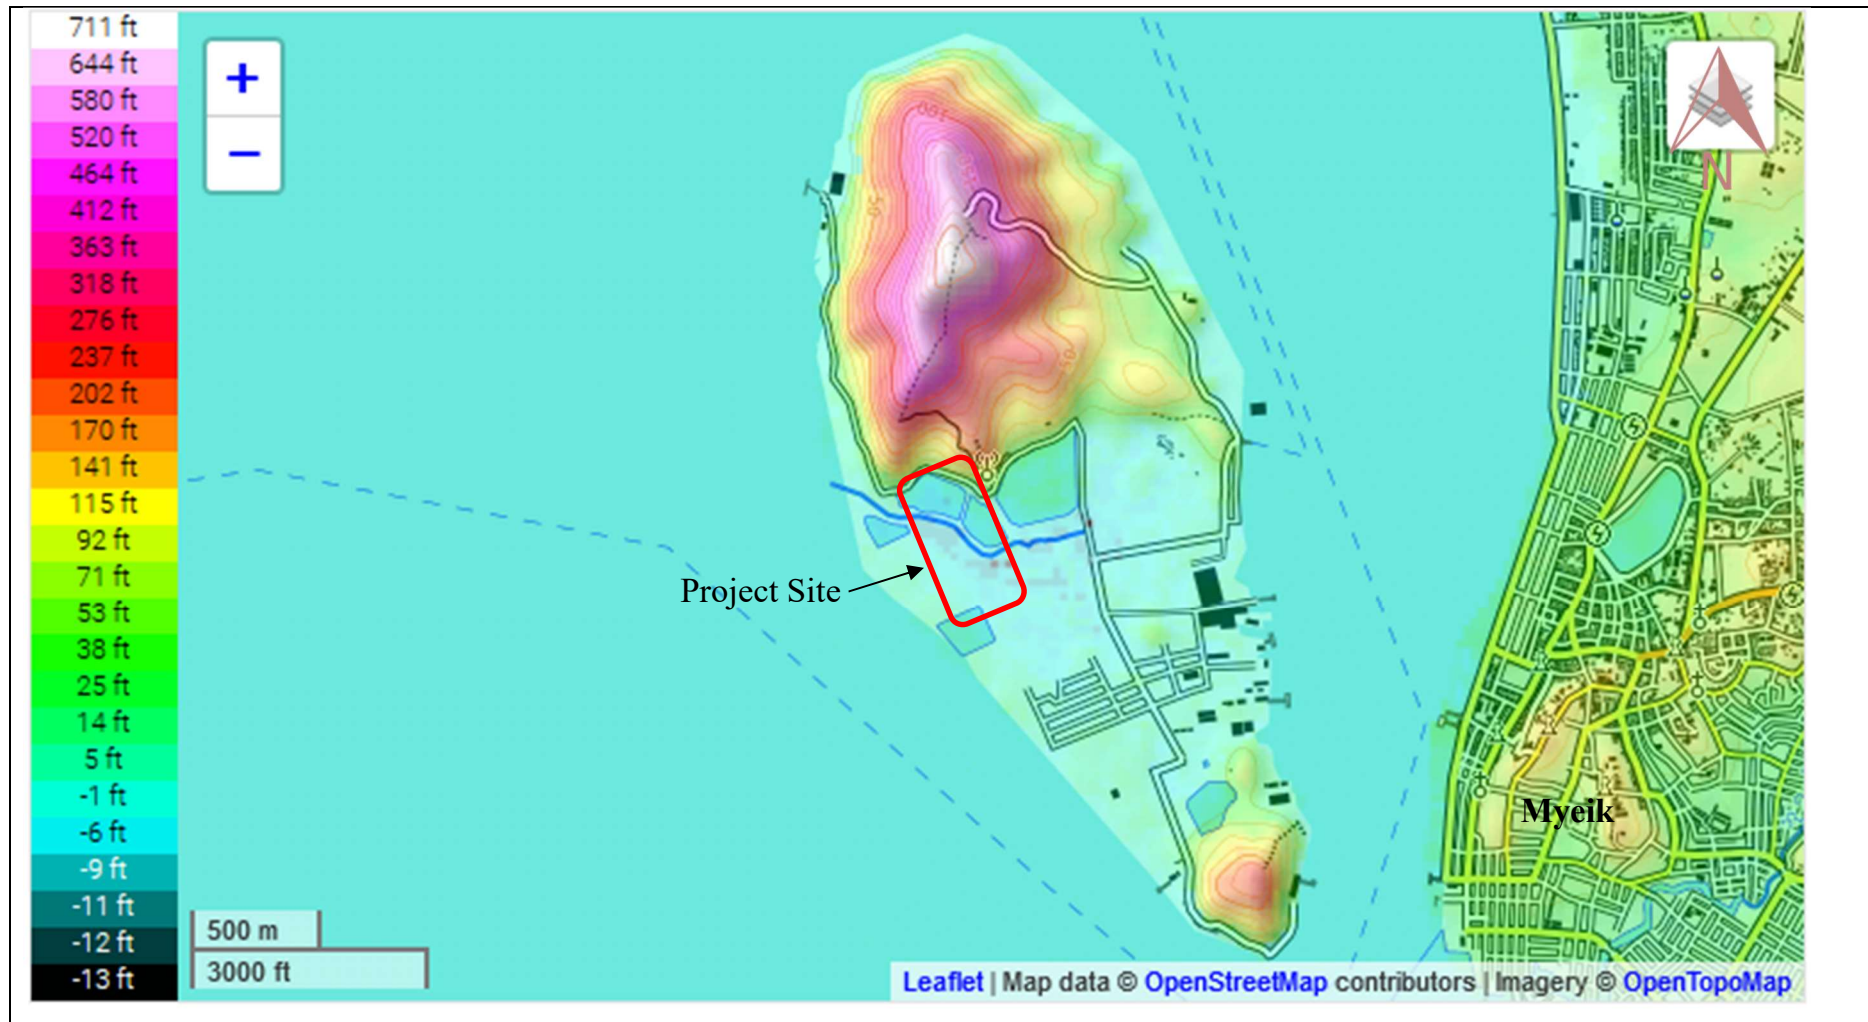 711 ft
644 ft
580 ft
520 ft
464 ft
412 ft
363 ft
318 ft
276 ft
237 ft
202 ft
170 ft
141 ft
115 ft
92 ft
71 ft
53 ft
38 ft
25 ft
14 ft
5 ft
-1 ft
-6 ft
-9 ft
-11 ft
-12 ft
-13 ft
+
−
N
100
50
50
Project Site
Myeik
500 m
3000 ft
Leaflet | Map data © OpenStreetMap contributors | Imagery © OpenTopoMap